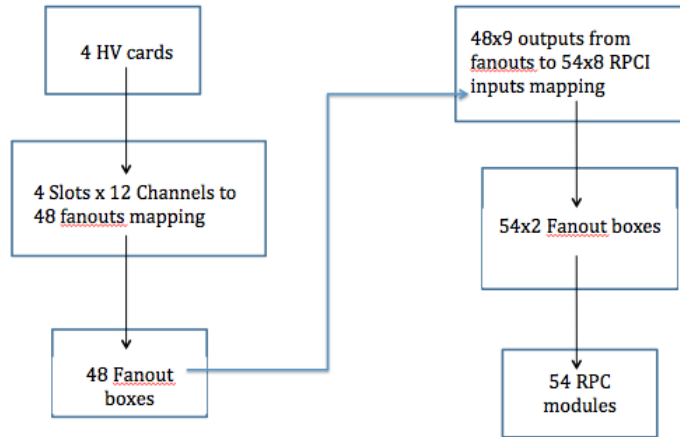 4 HV cards
4 Slots x 12 Channels to
48 fanouts mapping
48 Fanout
boxes
48x9 outputs from
fanouts to 54x8 RPCI
inputs mapping
54x2 Fanout boxes
54 RPC
modules